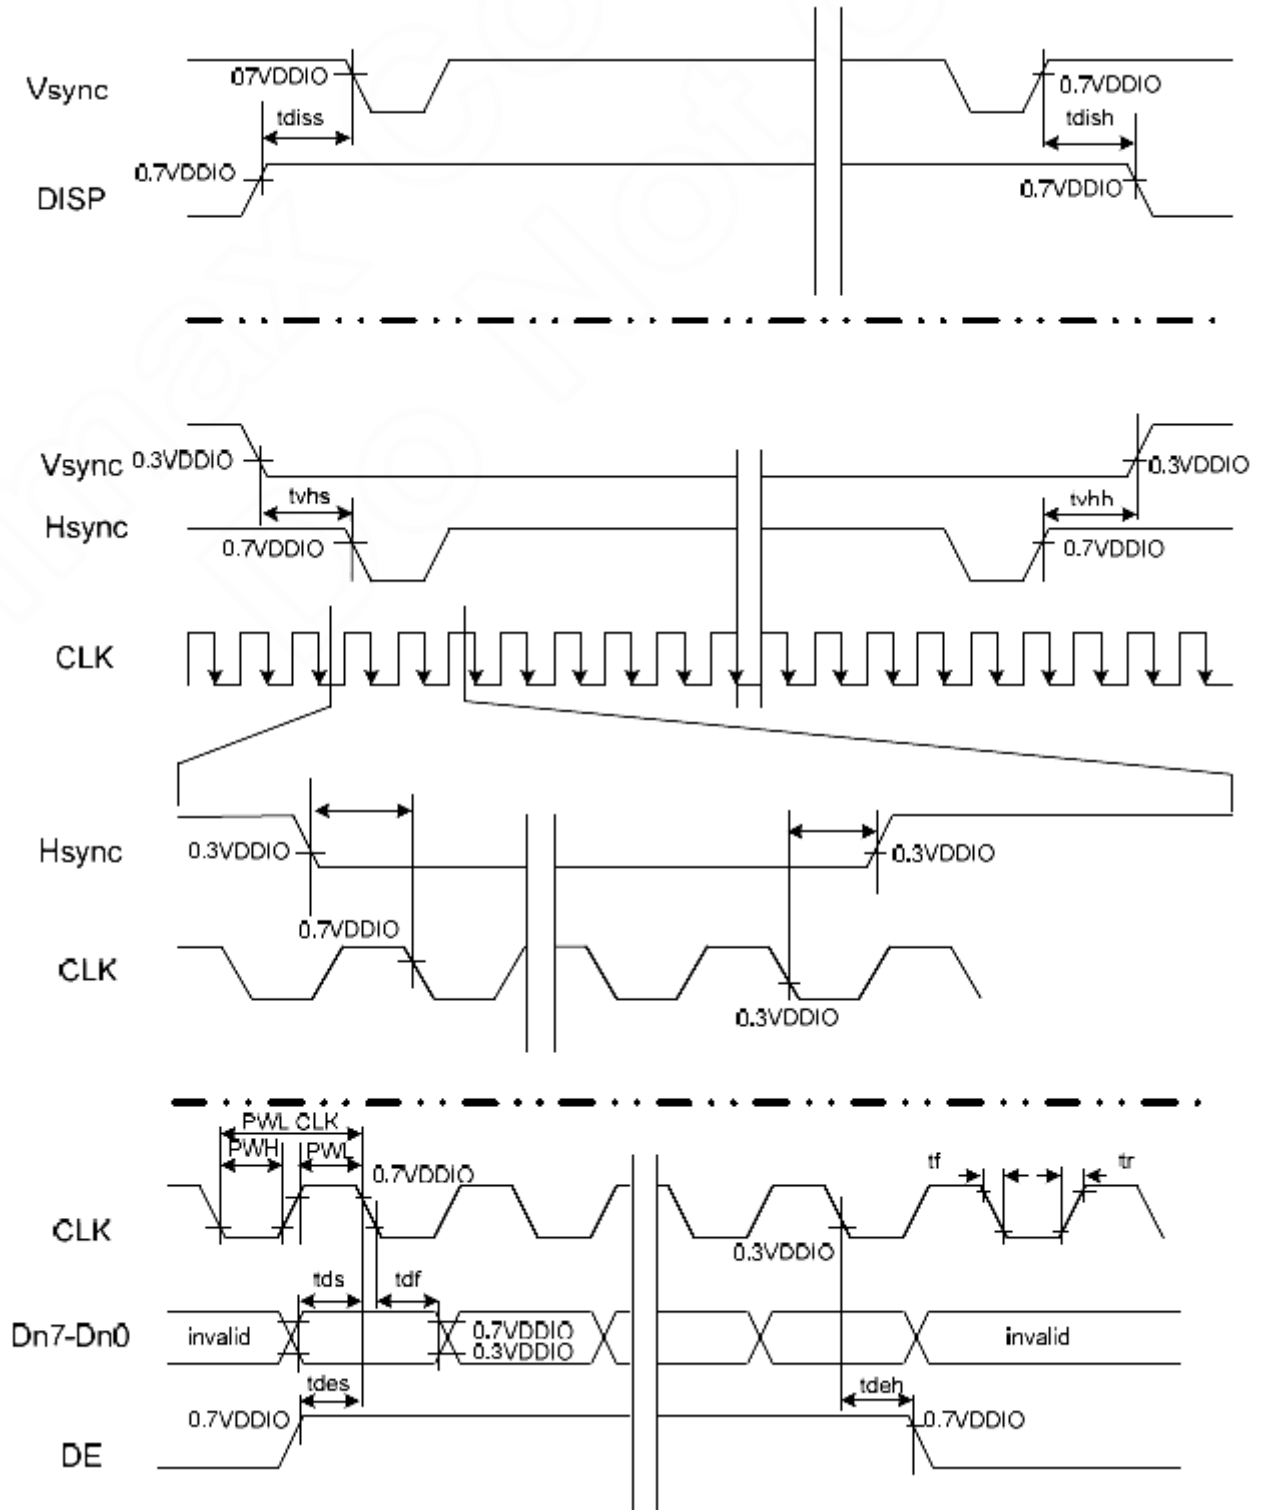 07VDDIO
0.7VDDIO
Vsync
tdiss
tdish
0.7VDDIO
0.7VDDIO
DISP
Vsync
0.3VDDIO
0.3VDDIO
tvhs
tvhh
Hsync
0.7VDDIO
0.7VDDIO
CLK
Hsync
0.3VDDIO
0.3VDDIO
0.7VDDIO
CLK
0.3VDDIO
PWL CLK
PWH
PWL
0.7VDDIO
tf
tr
CLK
0.3VDDIO
tds
tdf
Dn7-Dn0
invalid
0.7VDDIO
0.3VDDIO
invalid
tdes
tdeh
0.7VDDIO
0.7VDDIO
DE